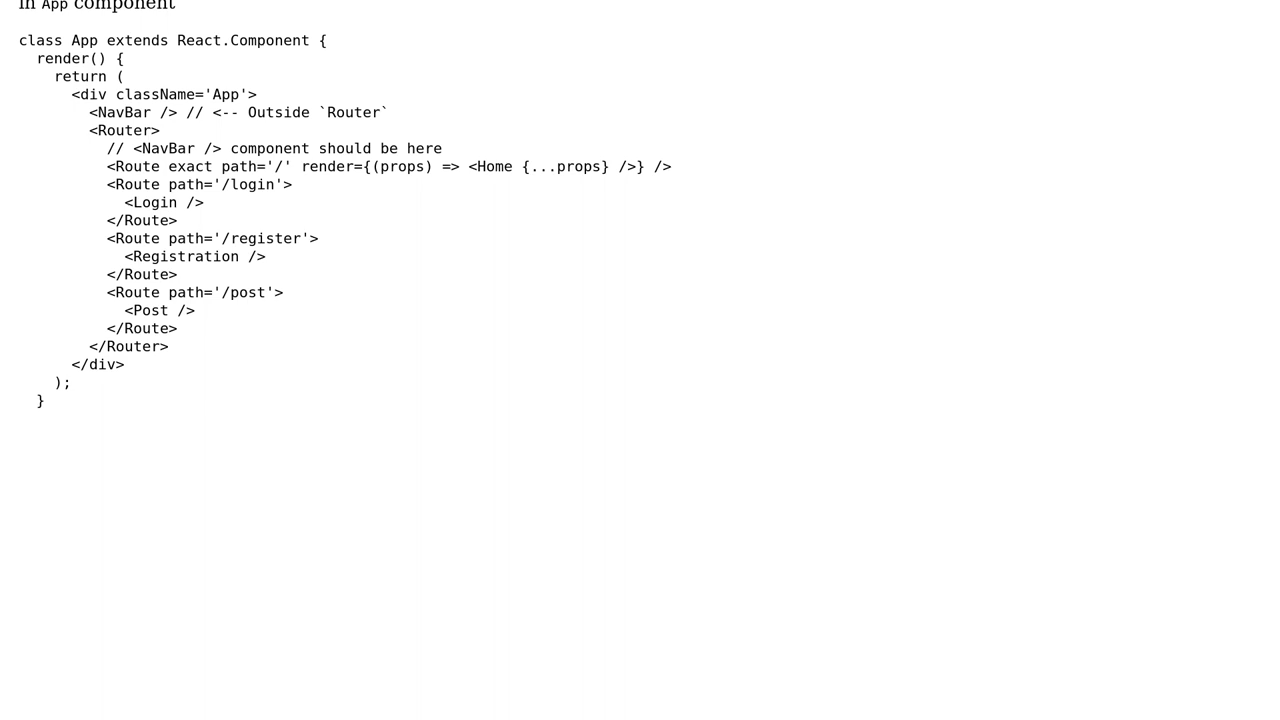 in App component
class App extends React.Component {
  render() {
    return (
      <div className='App'>
        <NavBar /> // <-- Outside `Router`
        <Router>
          // <NavBar /> component should be here
          <Route exact path='/' render={(props) => <Home {...props} />} />
          <Route path='/login'>
            <Login />
          </Route>
          <Route path='/register'>
            <Registration />
          </Route>
          <Route path='/post'>
            <Post />
          </Route>
        </Router>
      </div>
    );
  }